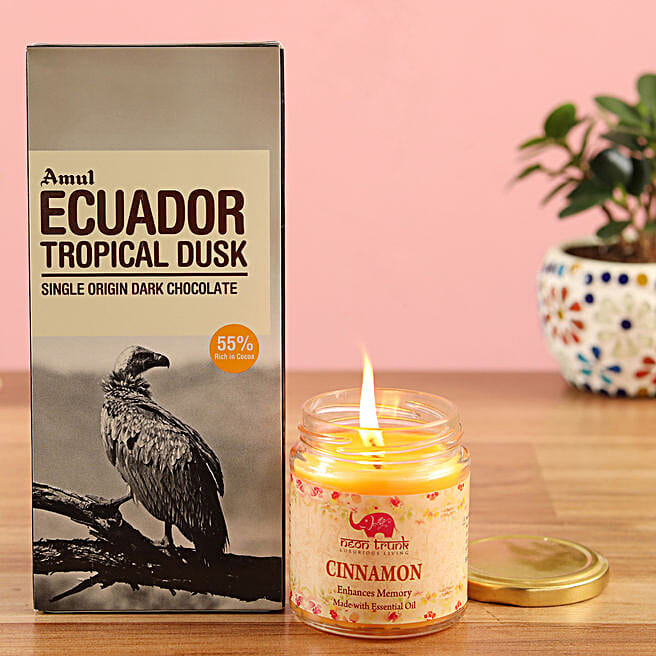 Amul
ECUADOR
TROPICAL DUSK
SINGLE ORIGIN DARK CHOCOLATE
55%
Rich in Cocoa
neon trunk
LUXURIOUS LIVING
CINNAMON
Enhances Memory
Made with Essential Oil